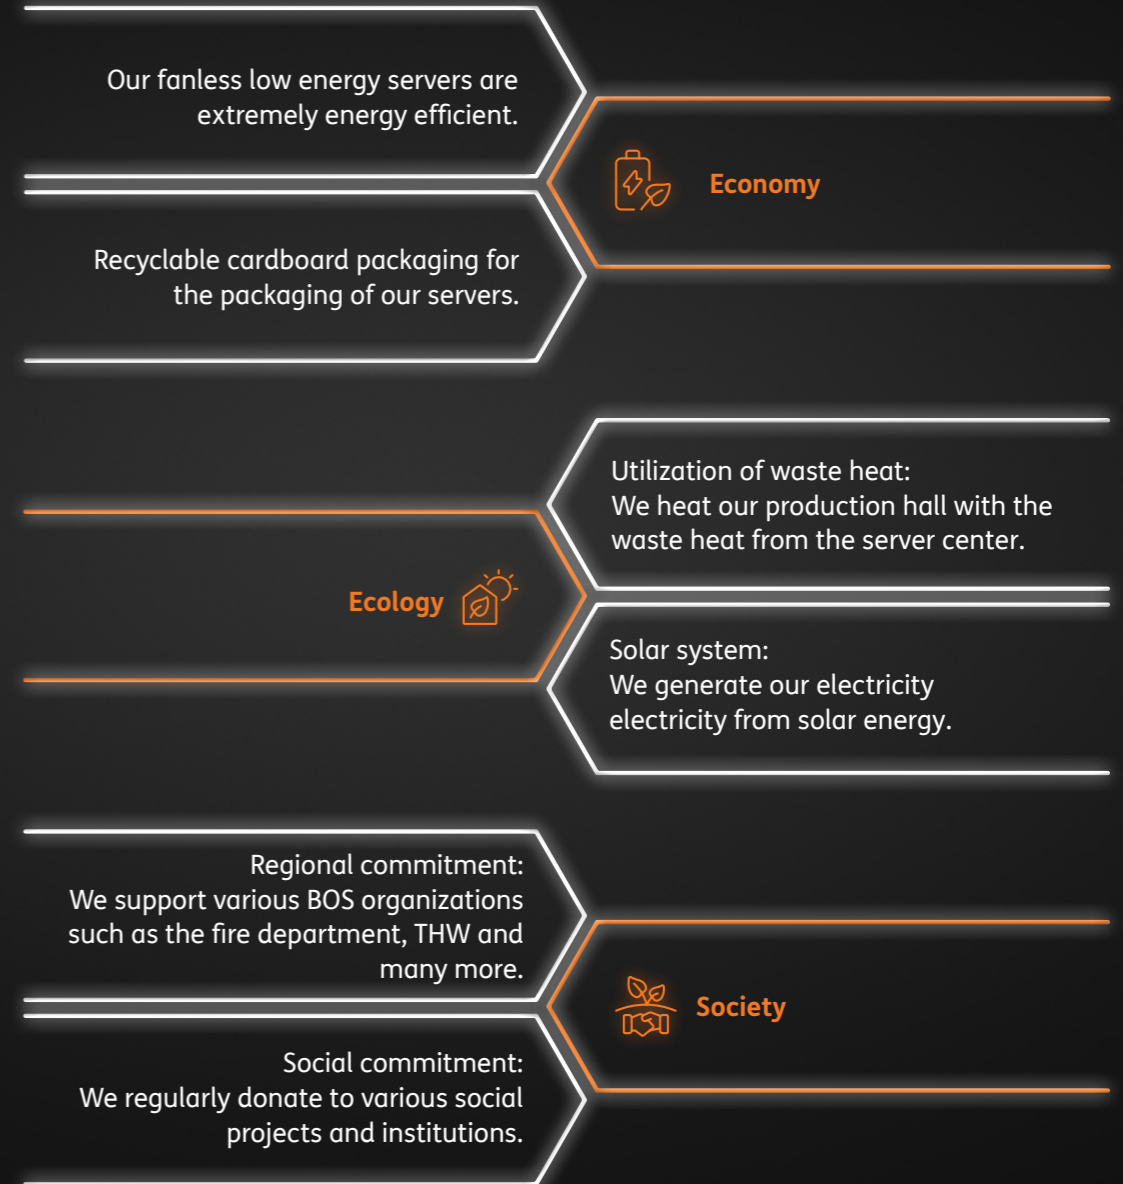 Our fanless low energy servers are
extremely energy efficient.
Economy
Recyclable cardboard packaging for
the packaging of our servers.
Utilization of waste heat:
We heat our production hall with the
waste heat from the server center.
Ecology
Solar system:
We generate our electricity
electricity from solar energy.
Regional commitment:
We support various BOS organizations
such as the fire department, THW and
many more.
Society
Social commitment:
We regularly donate to various social
projects and institutions.